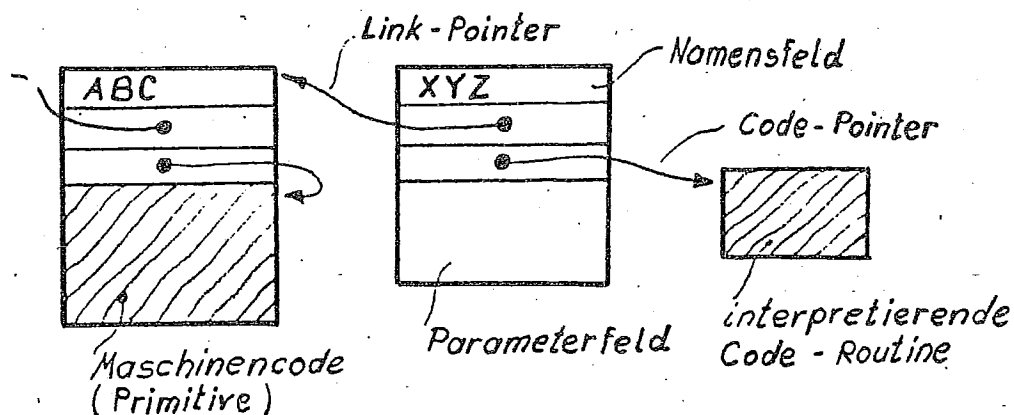 Link-Pointer
Namensfeld
ABC
XYZ
Code-Pointer
Parameterfeld
interpretierende
Code-Routine
Maschinencode
(Primitive)